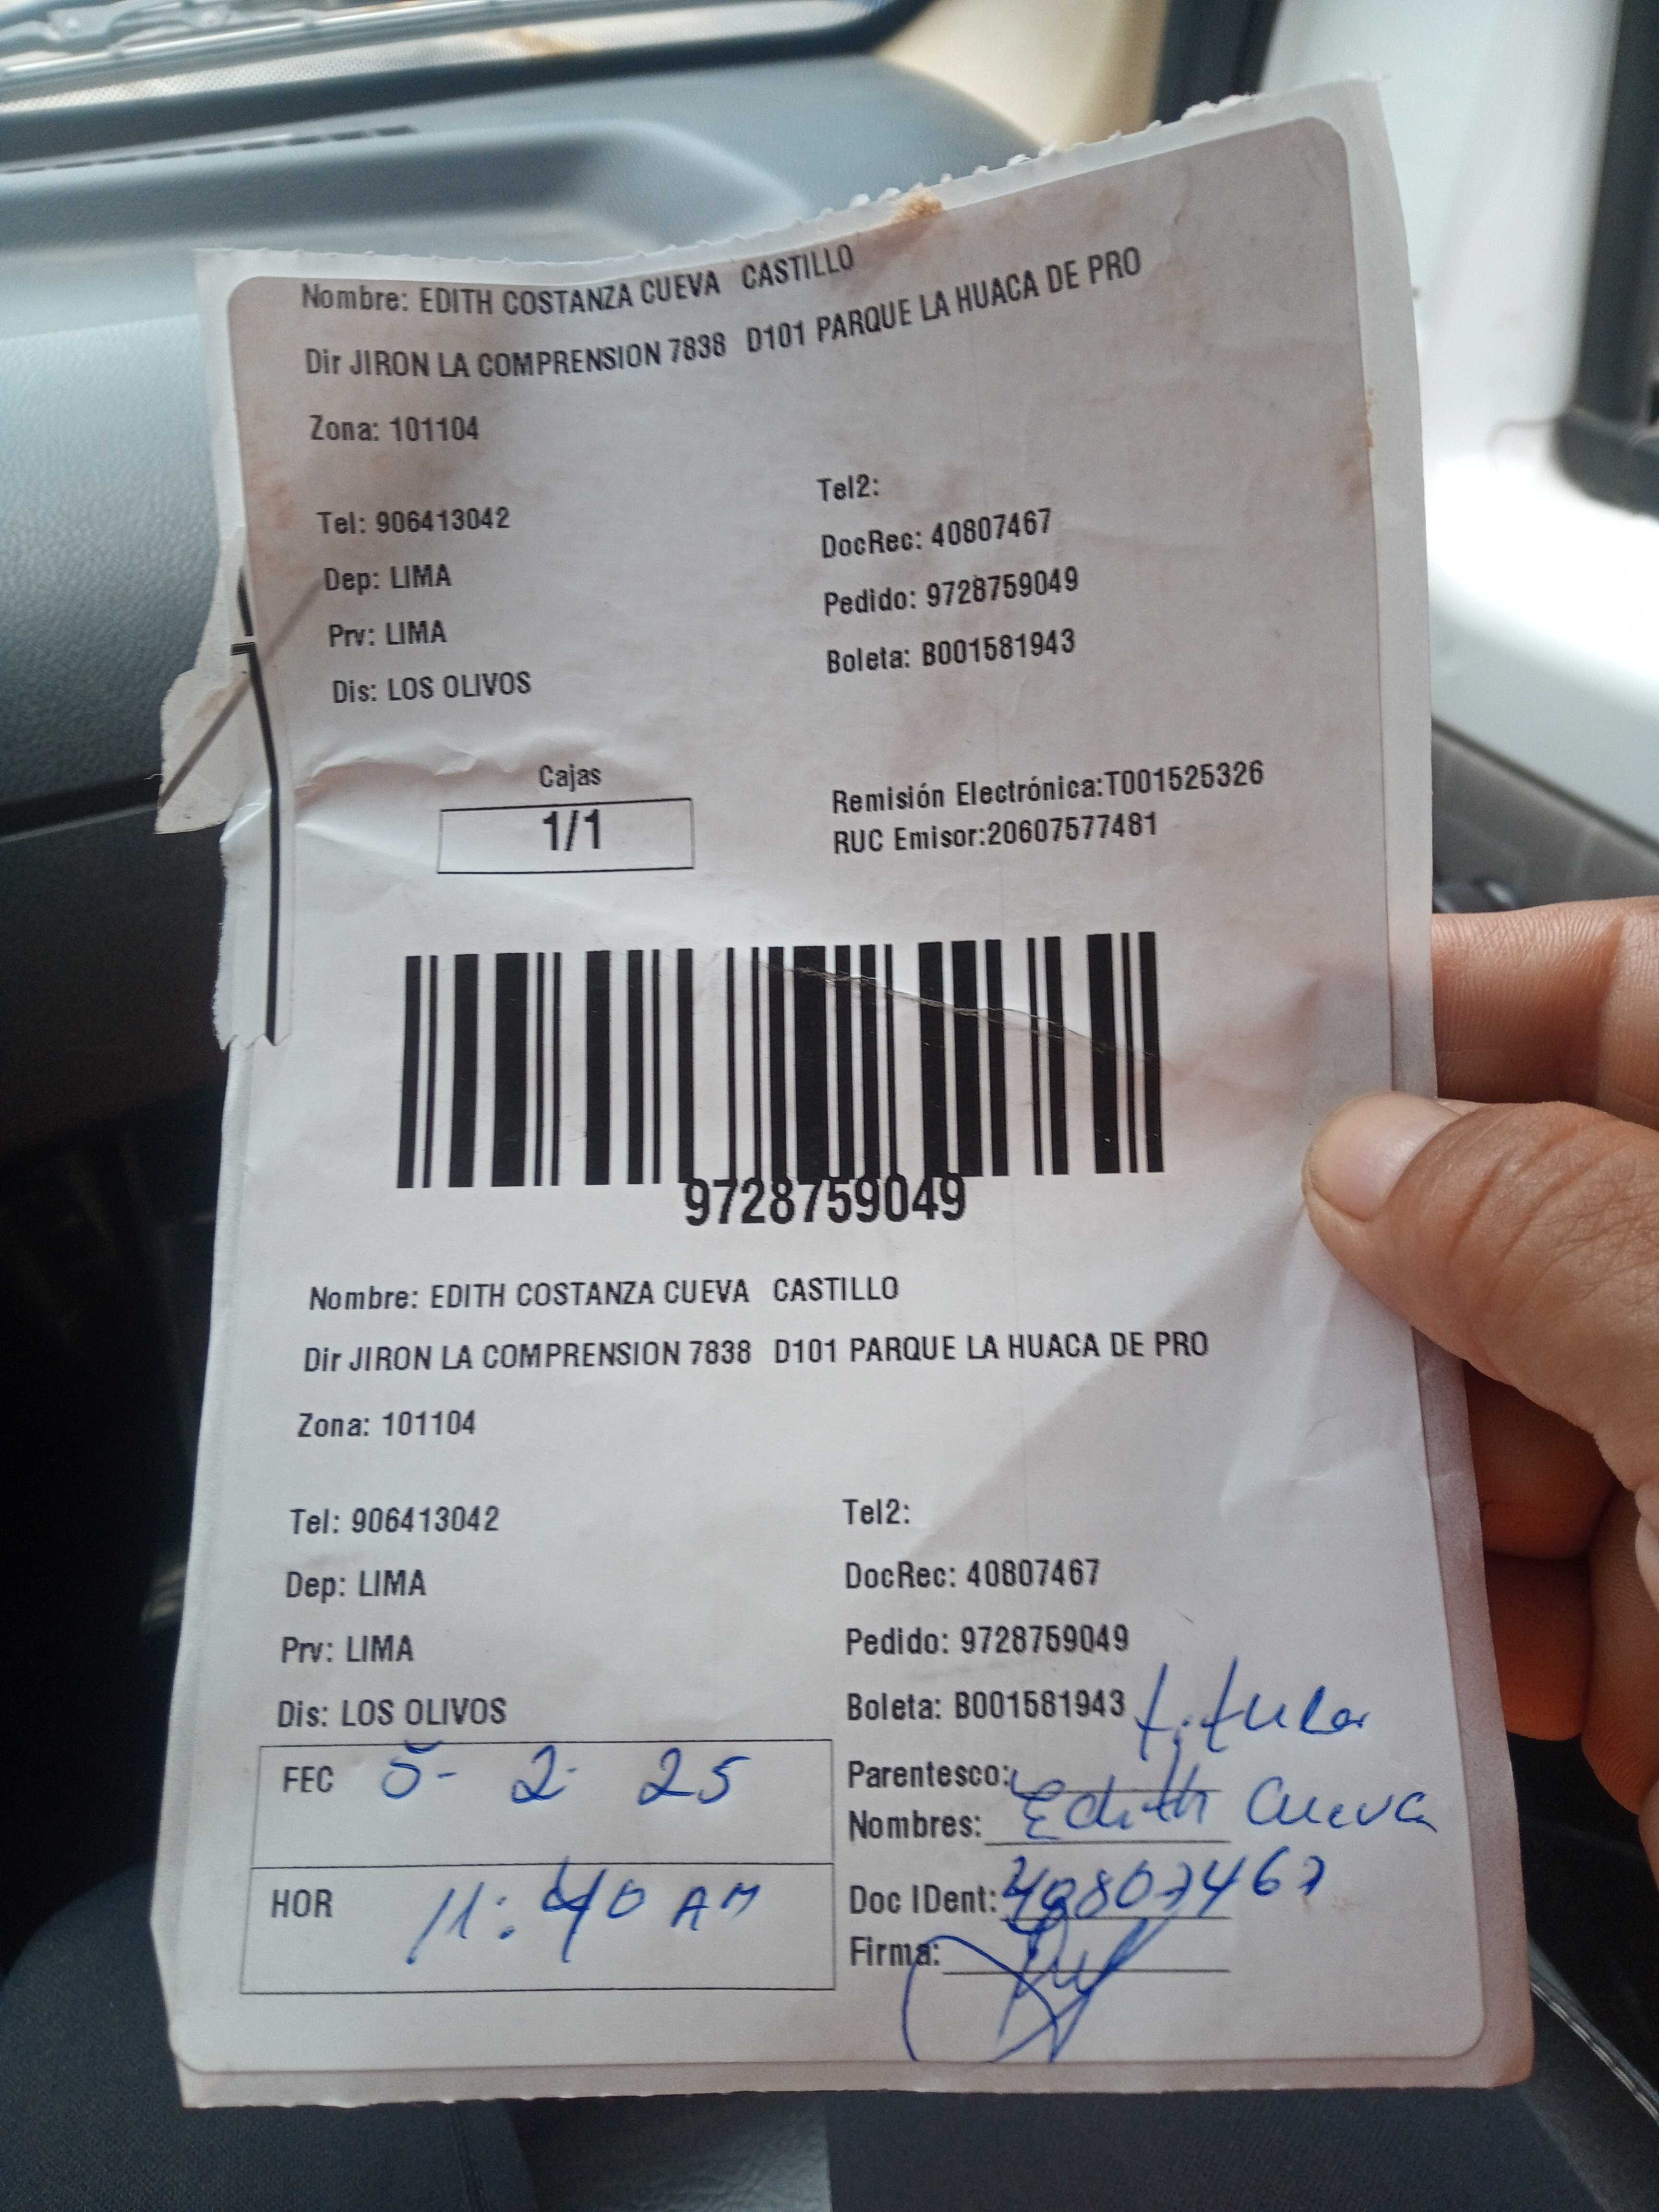 Nombre: EDITH COSTANZA CUEVA CASTILLO
Dir JIRON LA COMPRENSION 7838 D101 PARQUE LA HUACA DE PRO
Zona: 101104
Tel: 906413042
Dep: LIMA
Prv: LIMA
Dis: LOS OLIVOS
Tel2:
DocRec: 40807467
Pedido: 9728759049
Boleta: B001581943
Cajas
1/1
Remisión Electrónica:T001525326
RUC Emisor:20607577481
9728759049
Nombre: EDITH COSTANZA CUEVA CASTILLO
Dir JIRON LA COMPRENSION 7838 D101 PARQUE LA HUACA DE PRO
Zona: 101104
Tel: 906413042
Dep: LIMA
Prv: LIMA
Dis: LOS OLIVOS
Tel2:
DocRec: 40807467
Pedido: 9728759049
Boleta: B001581943
FEC 5- 2- 25
HOR 11:40 AM
Parentesco: titular
Nombres: Edith Cueva
Doc IDent: 40807467
Firma: